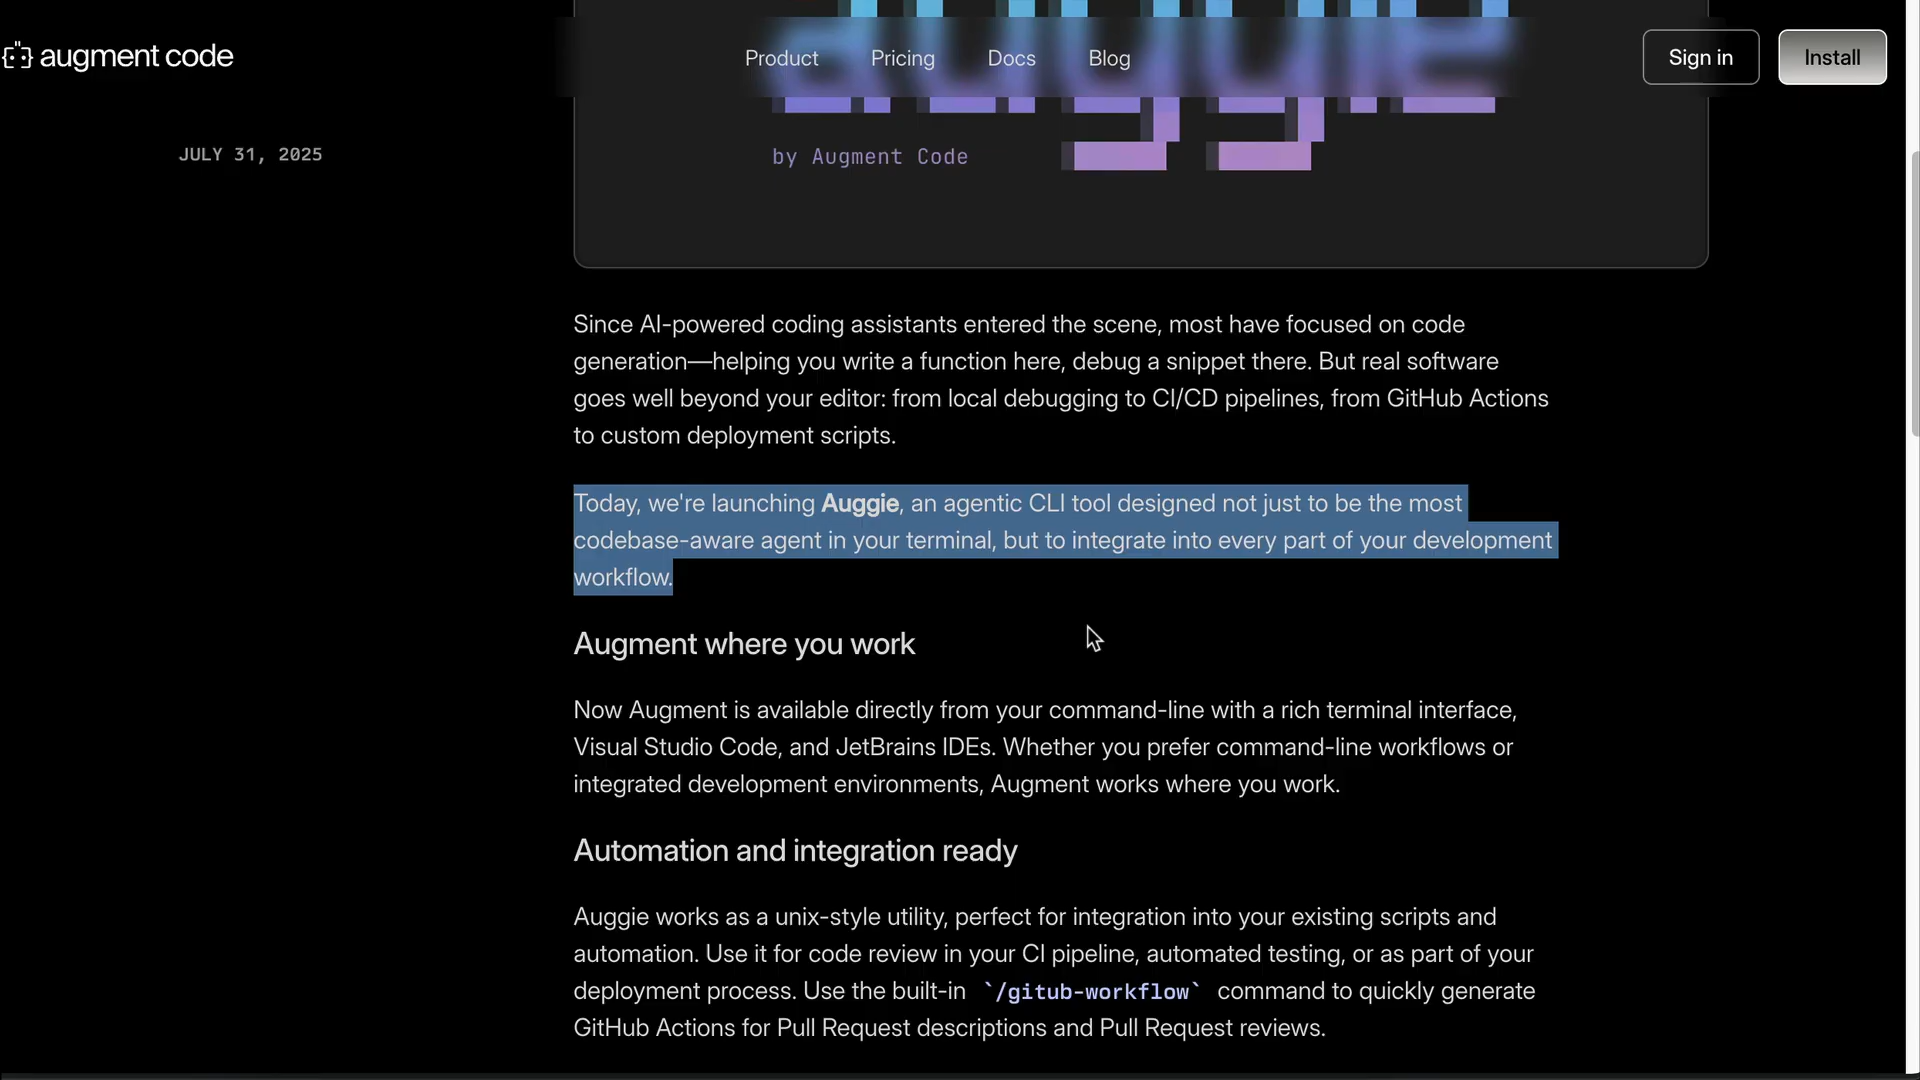 augment code
Product
Pricing
Docs
Blog
Sign in
Install
JULY 31, 2025
auggie
by Augment Code
Since AI-powered coding assistants entered the scene, most have focused on code
generation—helping you write a function here, debug a snippet there. But real software
goes well beyond your editor: from local debugging to CI/CD pipelines, from GitHub Actions
to custom deployment scripts.
Today, we're launching Auggie, an agentic CLI tool designed not just to be the most
codebase-aware agent in your terminal, but to integrate into every part of your development
workflow.
Augment where you work
Now Augment is available directly from your command-line with a rich terminal interface,
Visual Studio Code, and JetBrains IDEs. Whether you prefer command-line workflows or
integrated development environments, Augment works where you work.
Automation and integration ready
Auggie works as a unix-style utility, perfect for integration into your existing scripts and
automation. Use it for code review in your CI pipeline, automated testing, or as part of your
deployment process. Use the built-in `/gitub-workflow` command to quickly generate
GitHub Actions for Pull Request descriptions and Pull Request reviews.